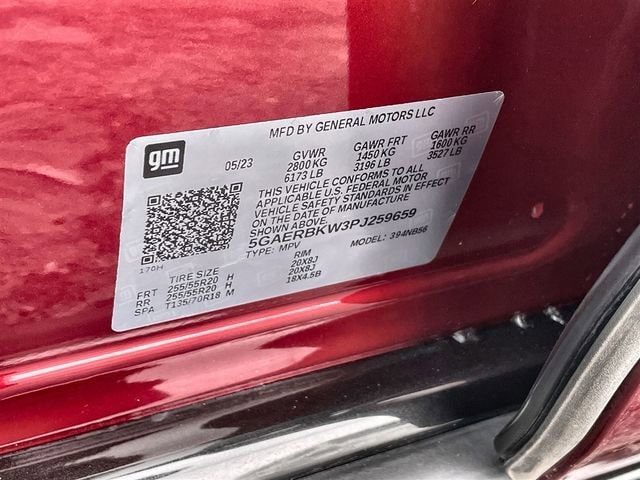 MFD BY GENERAL MOTORS LLC
gm
05/23
GVWR GAWR FRT GAWR RR
2800 KG 1450 KG 1600 KG
6173 LB 3196 LB 3527 LB
THIS VEHICLE CONFORMS TO ALL
APPLICABLE U.S. FEDERAL MOTOR
VEHICLE SAFETY STANDARDS IN EFFECT
ON THE DATE OF MANUFACTURE
SHOWN ABOVE.
5GAERBKW3PJ259659
TYPE: MPV MODEL: 394NB56
170H
TIRE SIZE RIM
FRT 255/55R20 H 20X8J
RR 255/55R20 H 20X8J
SPA T135/70R18 M 18X4.5B